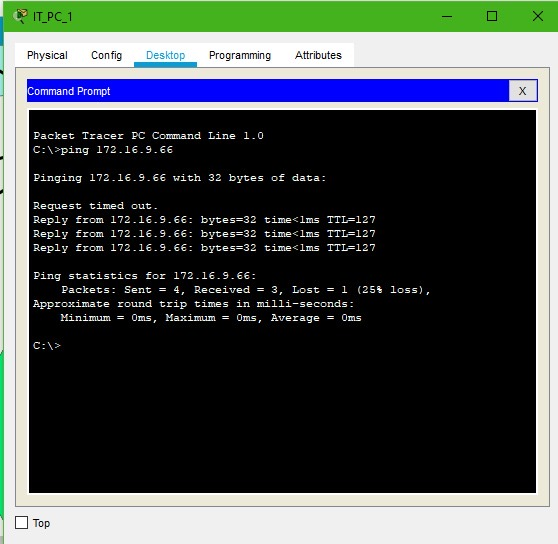 IT_PC_1
Physical Config Desktop Programming Attributes
Command Prompt X
Packet Tracer PC Command Line 1.0
C:\>ping 172.16.9.66
Pinging 172.16.9.66 with 32 bytes of data:
Request timed out.
Reply from 172.16.9.66: bytes=32 time<1ms TTL=127
Reply from 172.16.9.66: bytes=32 time<1ms TTL=127
Reply from 172.16.9.66: bytes=32 time<1ms TTL=127
Ping statistics for 172.16.9.66:
Packets: Sent = 4, Received = 3, Lost = 1 (25% loss),
Approximate round trip times in milli-seconds:
Minimum = 0ms, Maximum = 0ms, Average = 0ms
C:\>
Top